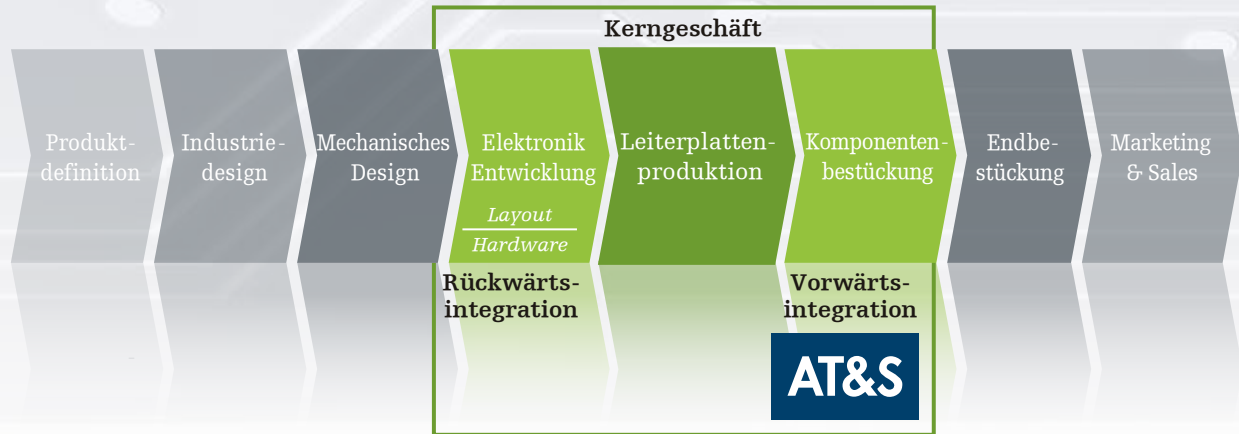 Kerngeschäft
Produkt-
definition
Industrie-
design
Mechanisches
Design
Elektronik
Entwicklung
Layout
Hardware
Leiterplatten-
produktion
Komponenten-
bestückung
Endbe-
stückung
Marketing
& Sales
Rückwärts-
integration
Vorwärts-
integration
AT&S